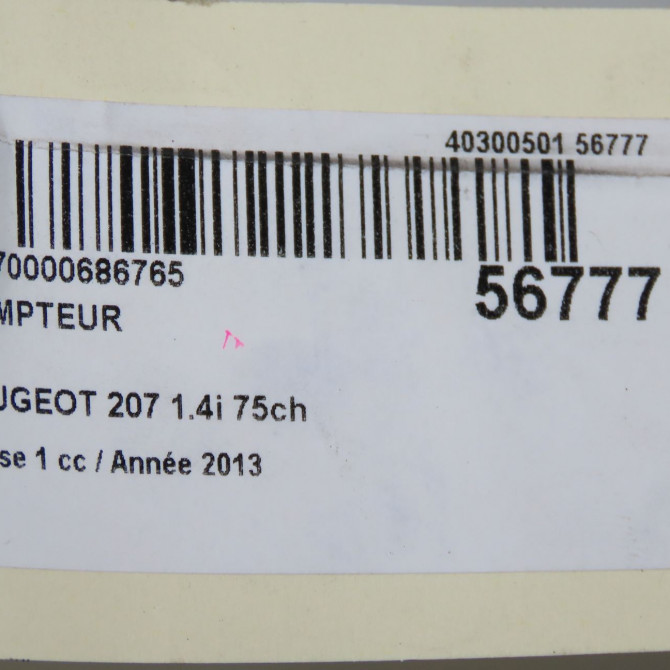 40300501 56777
70000686765
56777
MPTEUR
UGEOT 207 1.4i 75ch
se 1 cc / Année 2013